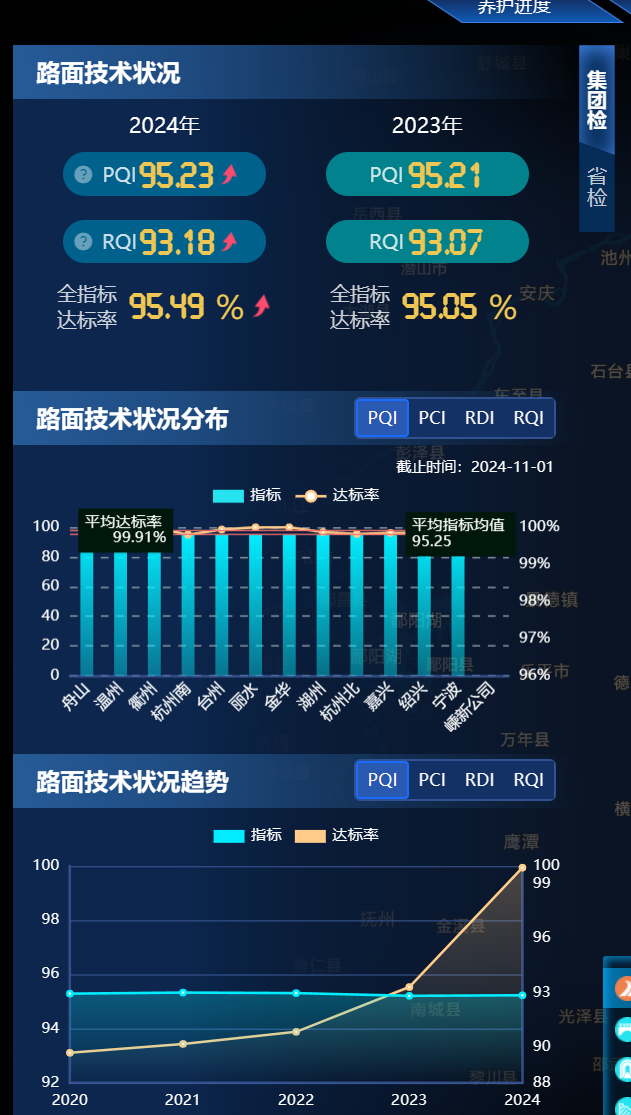 养护进度
路面技术状况
集团检
省检
2024年
2023年
? PQI 95.23
PQI 95.21
? RQI 93.18
RQI 93.07
全指标
达标率
95.49 %
全指标
达标率
95.05 %
安庆
池州
岳西县
潜山市
舒城县
石台县
东至县
路面技术状况分布
PQI PCI RDI RQI
彭泽县
截止时间：2024-11-01
指标 达标率
平均达标率
99.91%
平均指标均值
95.25
100
80
60
40
20
0
100%
99%
98%
97%
96%
德镇
鄱阳湖
鄱阳县
乐平市
德
舟山
温州
衢州
杭州南
台州
丽水
金华
湖州
杭州北
嘉兴
绍兴
宁波
嵊新公司
万年县
路面技术状况趋势
PQI PCI RDI RQI
横
指标 达标率
鹰潭
100
98
96
94
92
100
99
96
93
90
88
抚州
金溪县
崇仁县
南城县
光泽县
黎川县
邵
2020
2021
2022
2023
2024